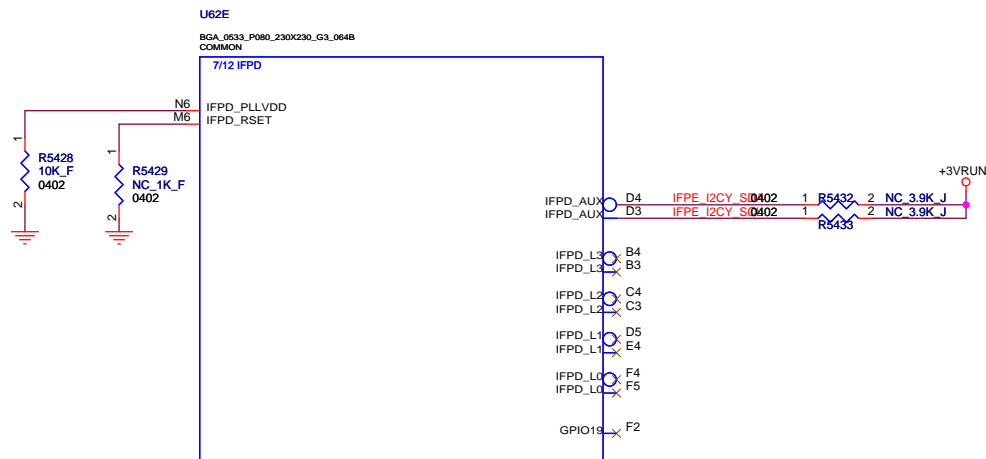 U62E
BGA_0533_P080_230X230_G3_064B
COMMON
7/12 IFPD
N6 IFPD_PLLVDD
M6 IFPD_RSET
1
R5428
10K_F
0402
2
1
R5429
NC_1K_F
0402
2
+3VRUN
IFPD_AUX D4 IFPE_I2CY_SDA 0402 1 R5432 2 NC_3.9K_J
IFPD_AUX D3 IFPE_I2CY_SCL 0402 1 R5433 2 NC_3.9K_J
IFPD_L3 B4
IFPD_L3 B3
IFPD_L2 C4
IFPD_L2 C3
IFPD_L1 D5
IFPD_L1 E4
IFPD_L0 F4
IFPD_L0 F5
GPIO19 F2